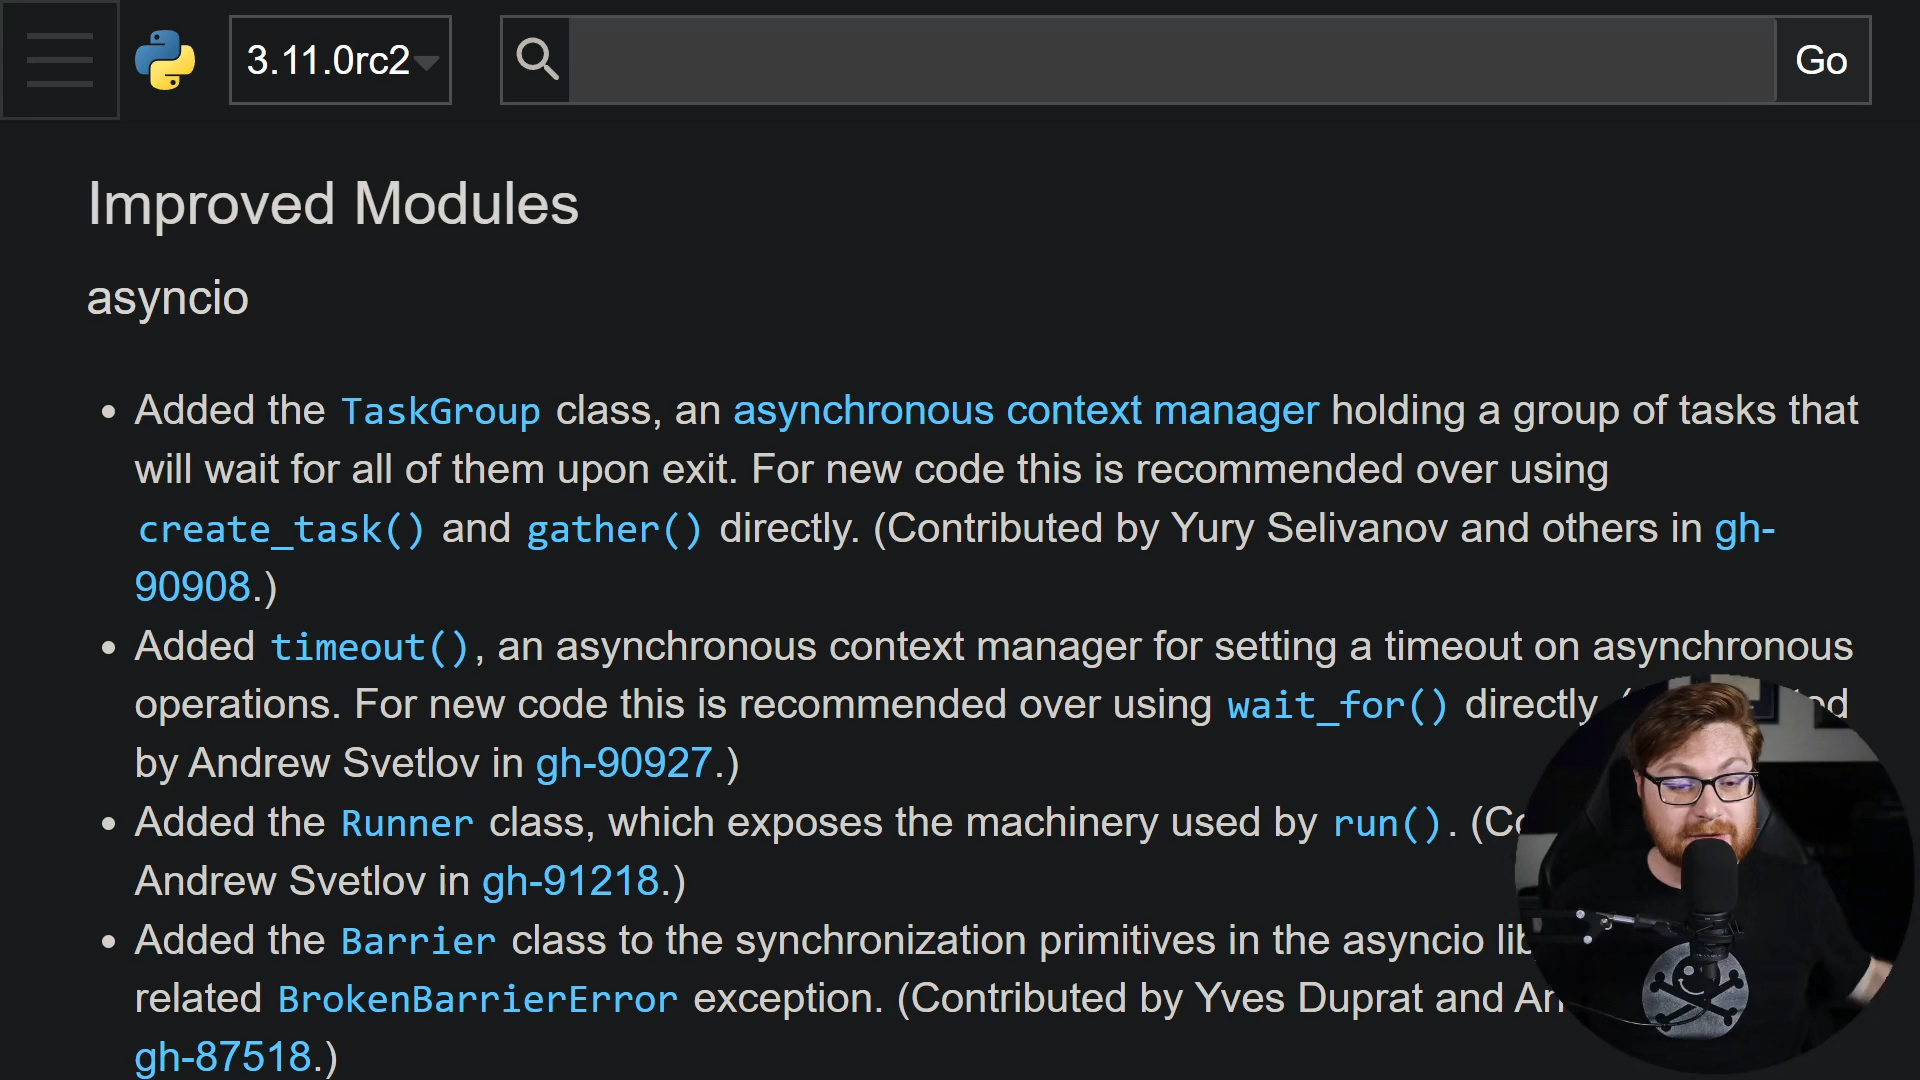 3.11.0rc2
Go
Improved Modules
asyncio
• Added the TaskGroup class, an asynchronous context manager holding a group of tasks that
will wait for all of them upon exit. For new code this is recommended over using
create_task() and gather() directly. (Contributed by Yury Selivanov and others in gh-
90908.)
• Added timeout(), an asynchronous context manager for setting a timeout on asynchronous
operations. For new code this is recommended over using wait_for() directly.
by Andrew Svetlov in gh-90927.)
• Added the Runner class, which exposes the machinery used by run().
Andrew Svetlov in gh-91218.)
• Added the Barrier class to the synchronization primitives in the asyncio
related BrokenBarrierError exception. (Contributed by Yves Duprat and
gh-87518.)